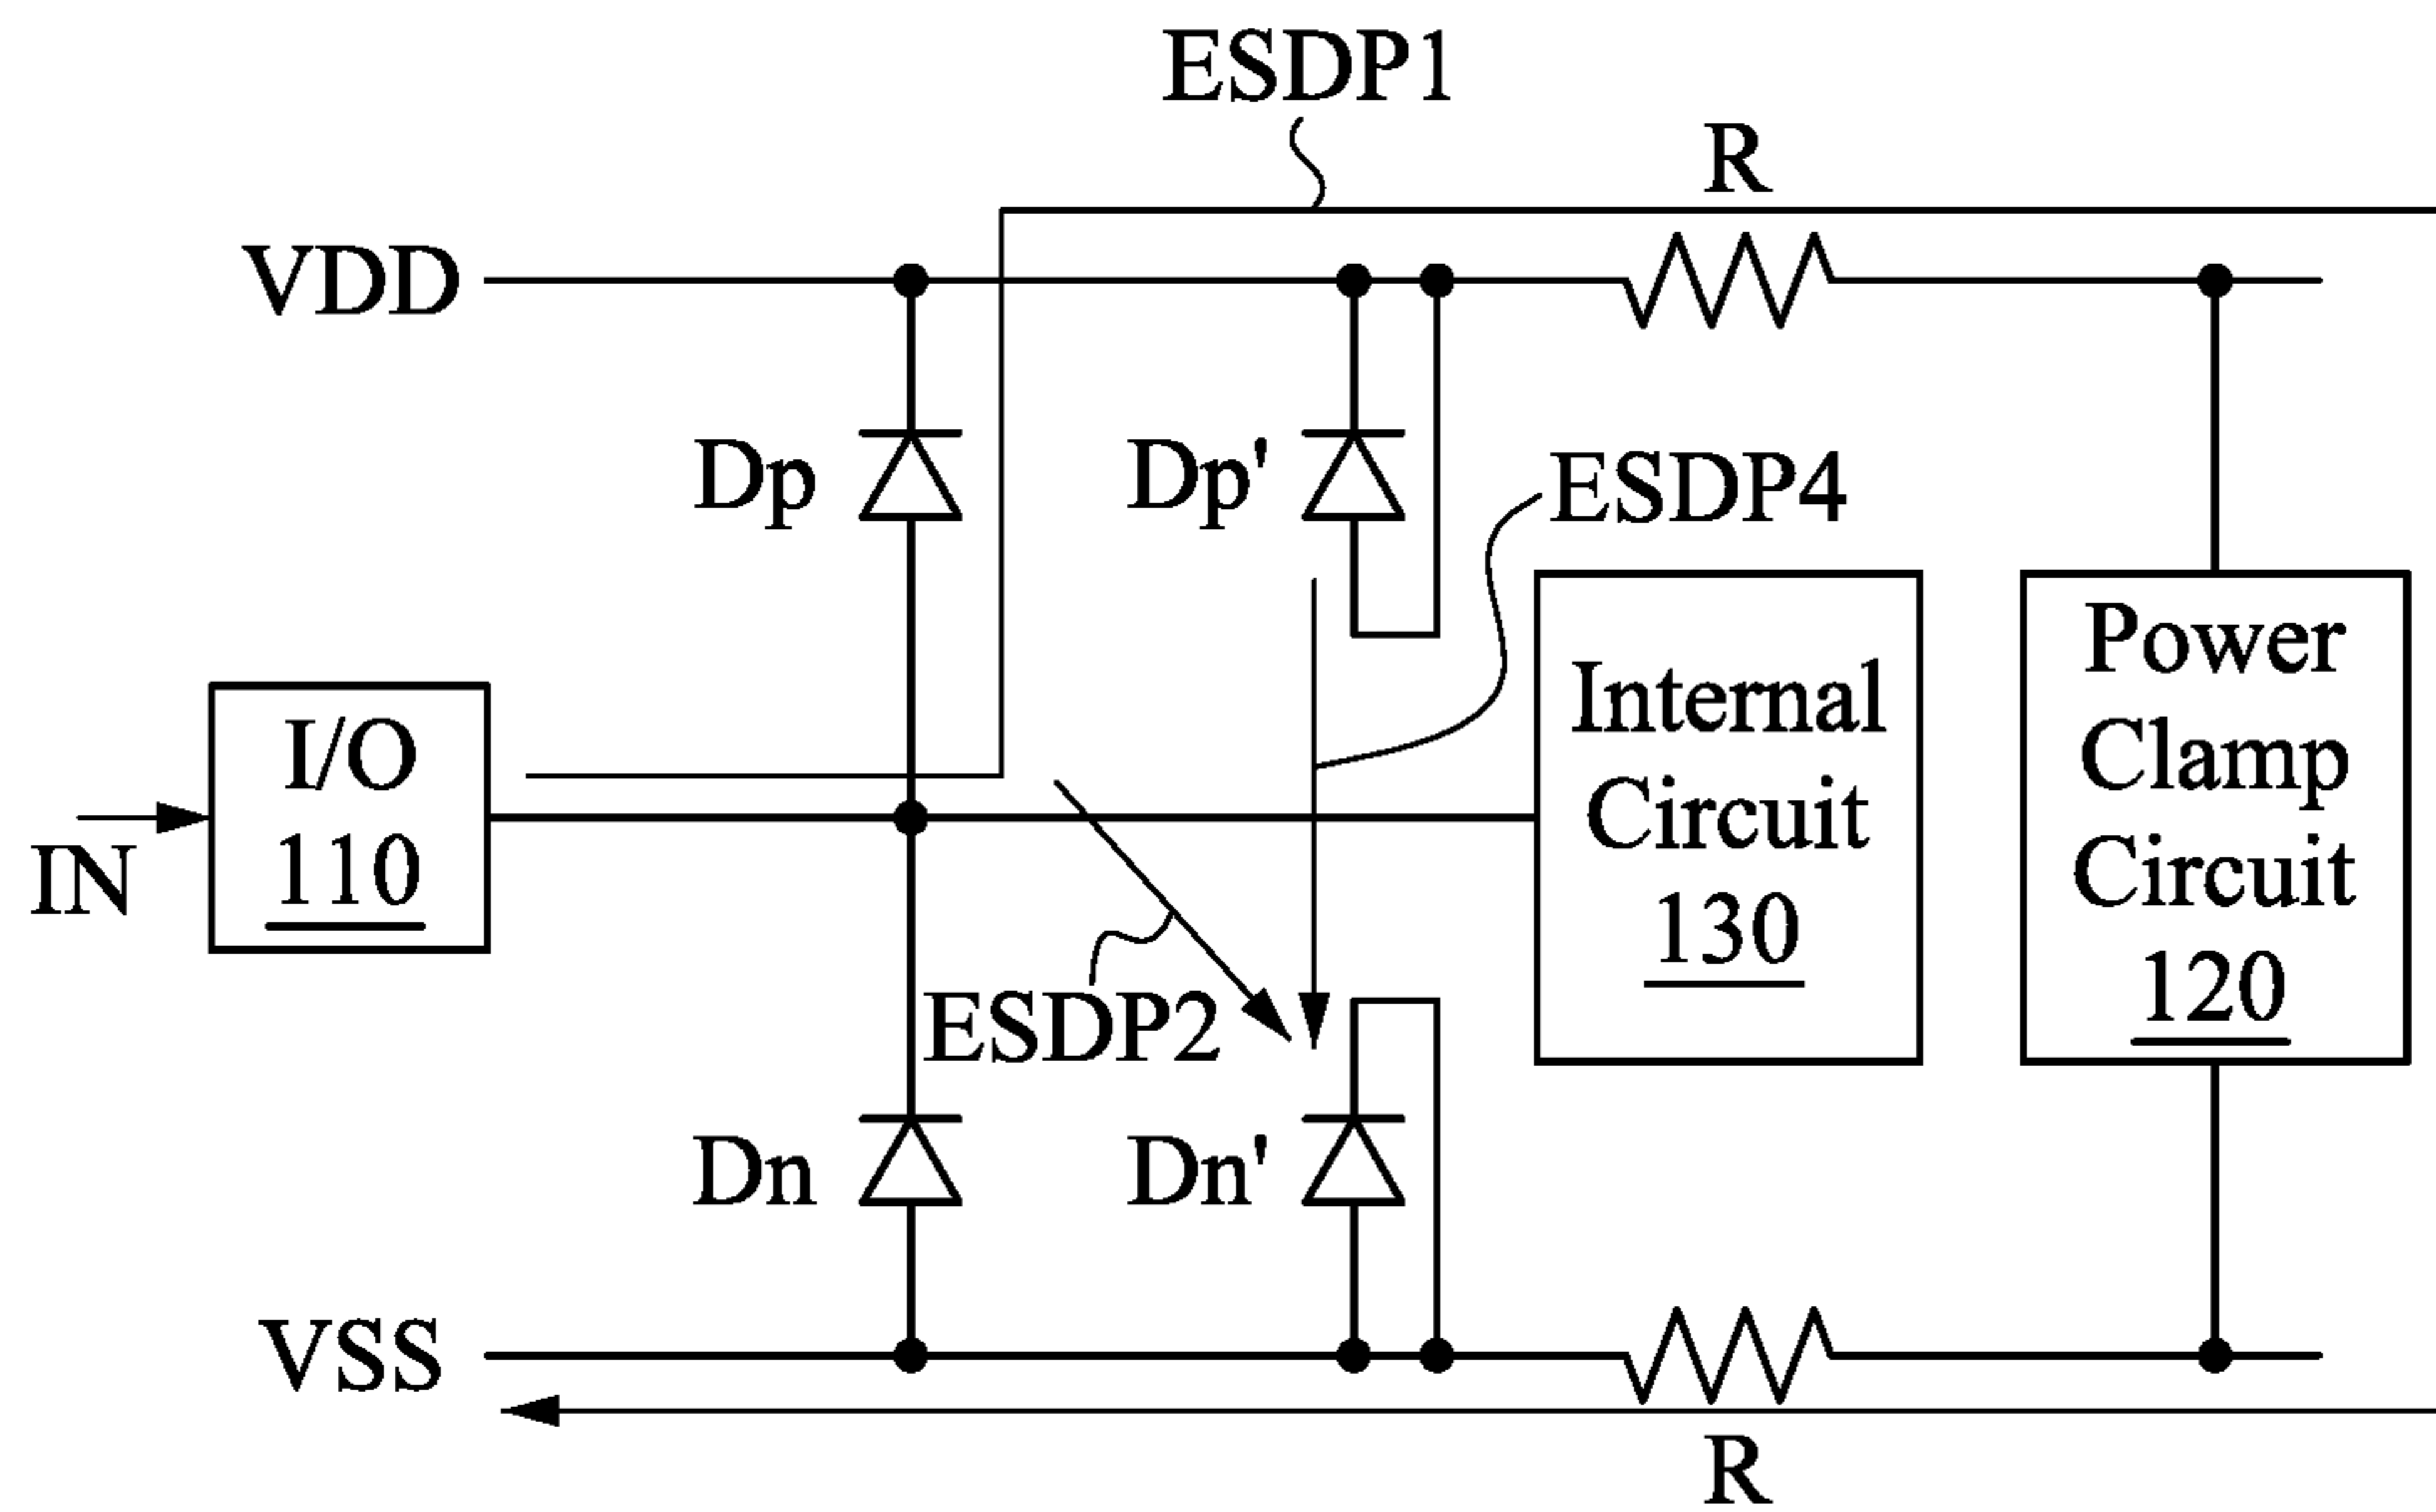 ESDP1
R
VDD
Dp
Dp'
ESDP4
I/O
110
IN
Internal
Circuit
130
Power
Clamp
Circuit
120
ESDP2
Dn
Dn'
VSS
R